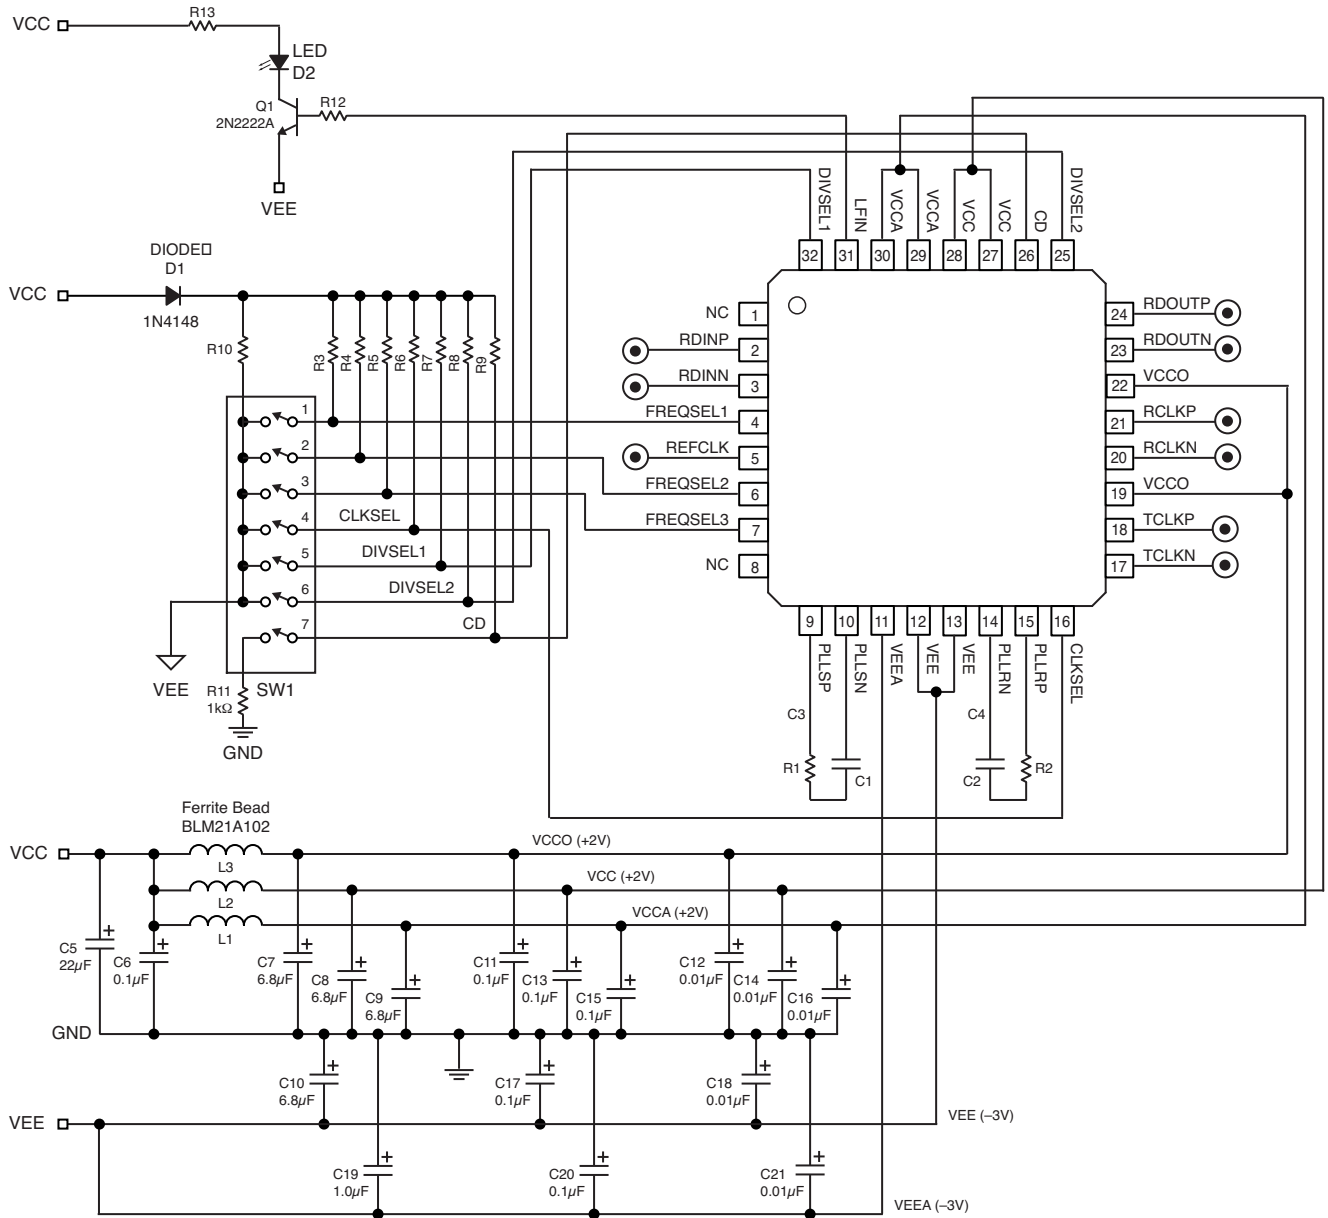 VCC
R13
LED
D2
Q1
2N2222A
R12
VEE
DIODE□
D1
VCC
1N4148
R10
R3
R4
R5
R6
R7
R8
R9
1
2
3
4
5
6
7
CLKSEL
DIVSEL1
DIVSEL2
CD
VEE
SW1
R11
1kΩ
GND
DIVSEL1
LFIN
VCCA
VCCA
VCC
VCC
CD
DIVSEL2
32
31
30
29
28
27
26
25
NC
1
RDINP
2
RDINN
3
FREQSEL1
4
REFCLK
5
FREQSEL2
6
FREQSEL3
7
NC
8
24
RDOUTP
23
RDOUTN
22
VCCO
21
RCLKP
20
RCLKN
19
VCCO
18
TCLKP
17
TCLKN
9
10
11
12
13
14
15
16
PLLSP
PLLSN
VEEA
VEE
VEE
PLLRN
PLLRP
CLKSEL
C3
C4
R1
C1
C2
R2
Ferrite Bead
BLM21A102
VCC
L3
L2
L1
VCCO (+2V)
VCC (+2V)
VCCA (+2V)
C5
22µF
C6
0.1µF
C7
6.8µF
C8
6.8µF
C9
6.8µF
C11
0.1µF
C13
0.1µF
C15
0.1µF
C12
0.01µF
C14
0.01µF
C16
0.01µF
GND
C10
6.8µF
C17
0.1µF
C18
0.01µF
VEE
VEE (–3V)
C19
1.0µF
C20
0.1µF
C21
0.01µF
VEEA (–3V)